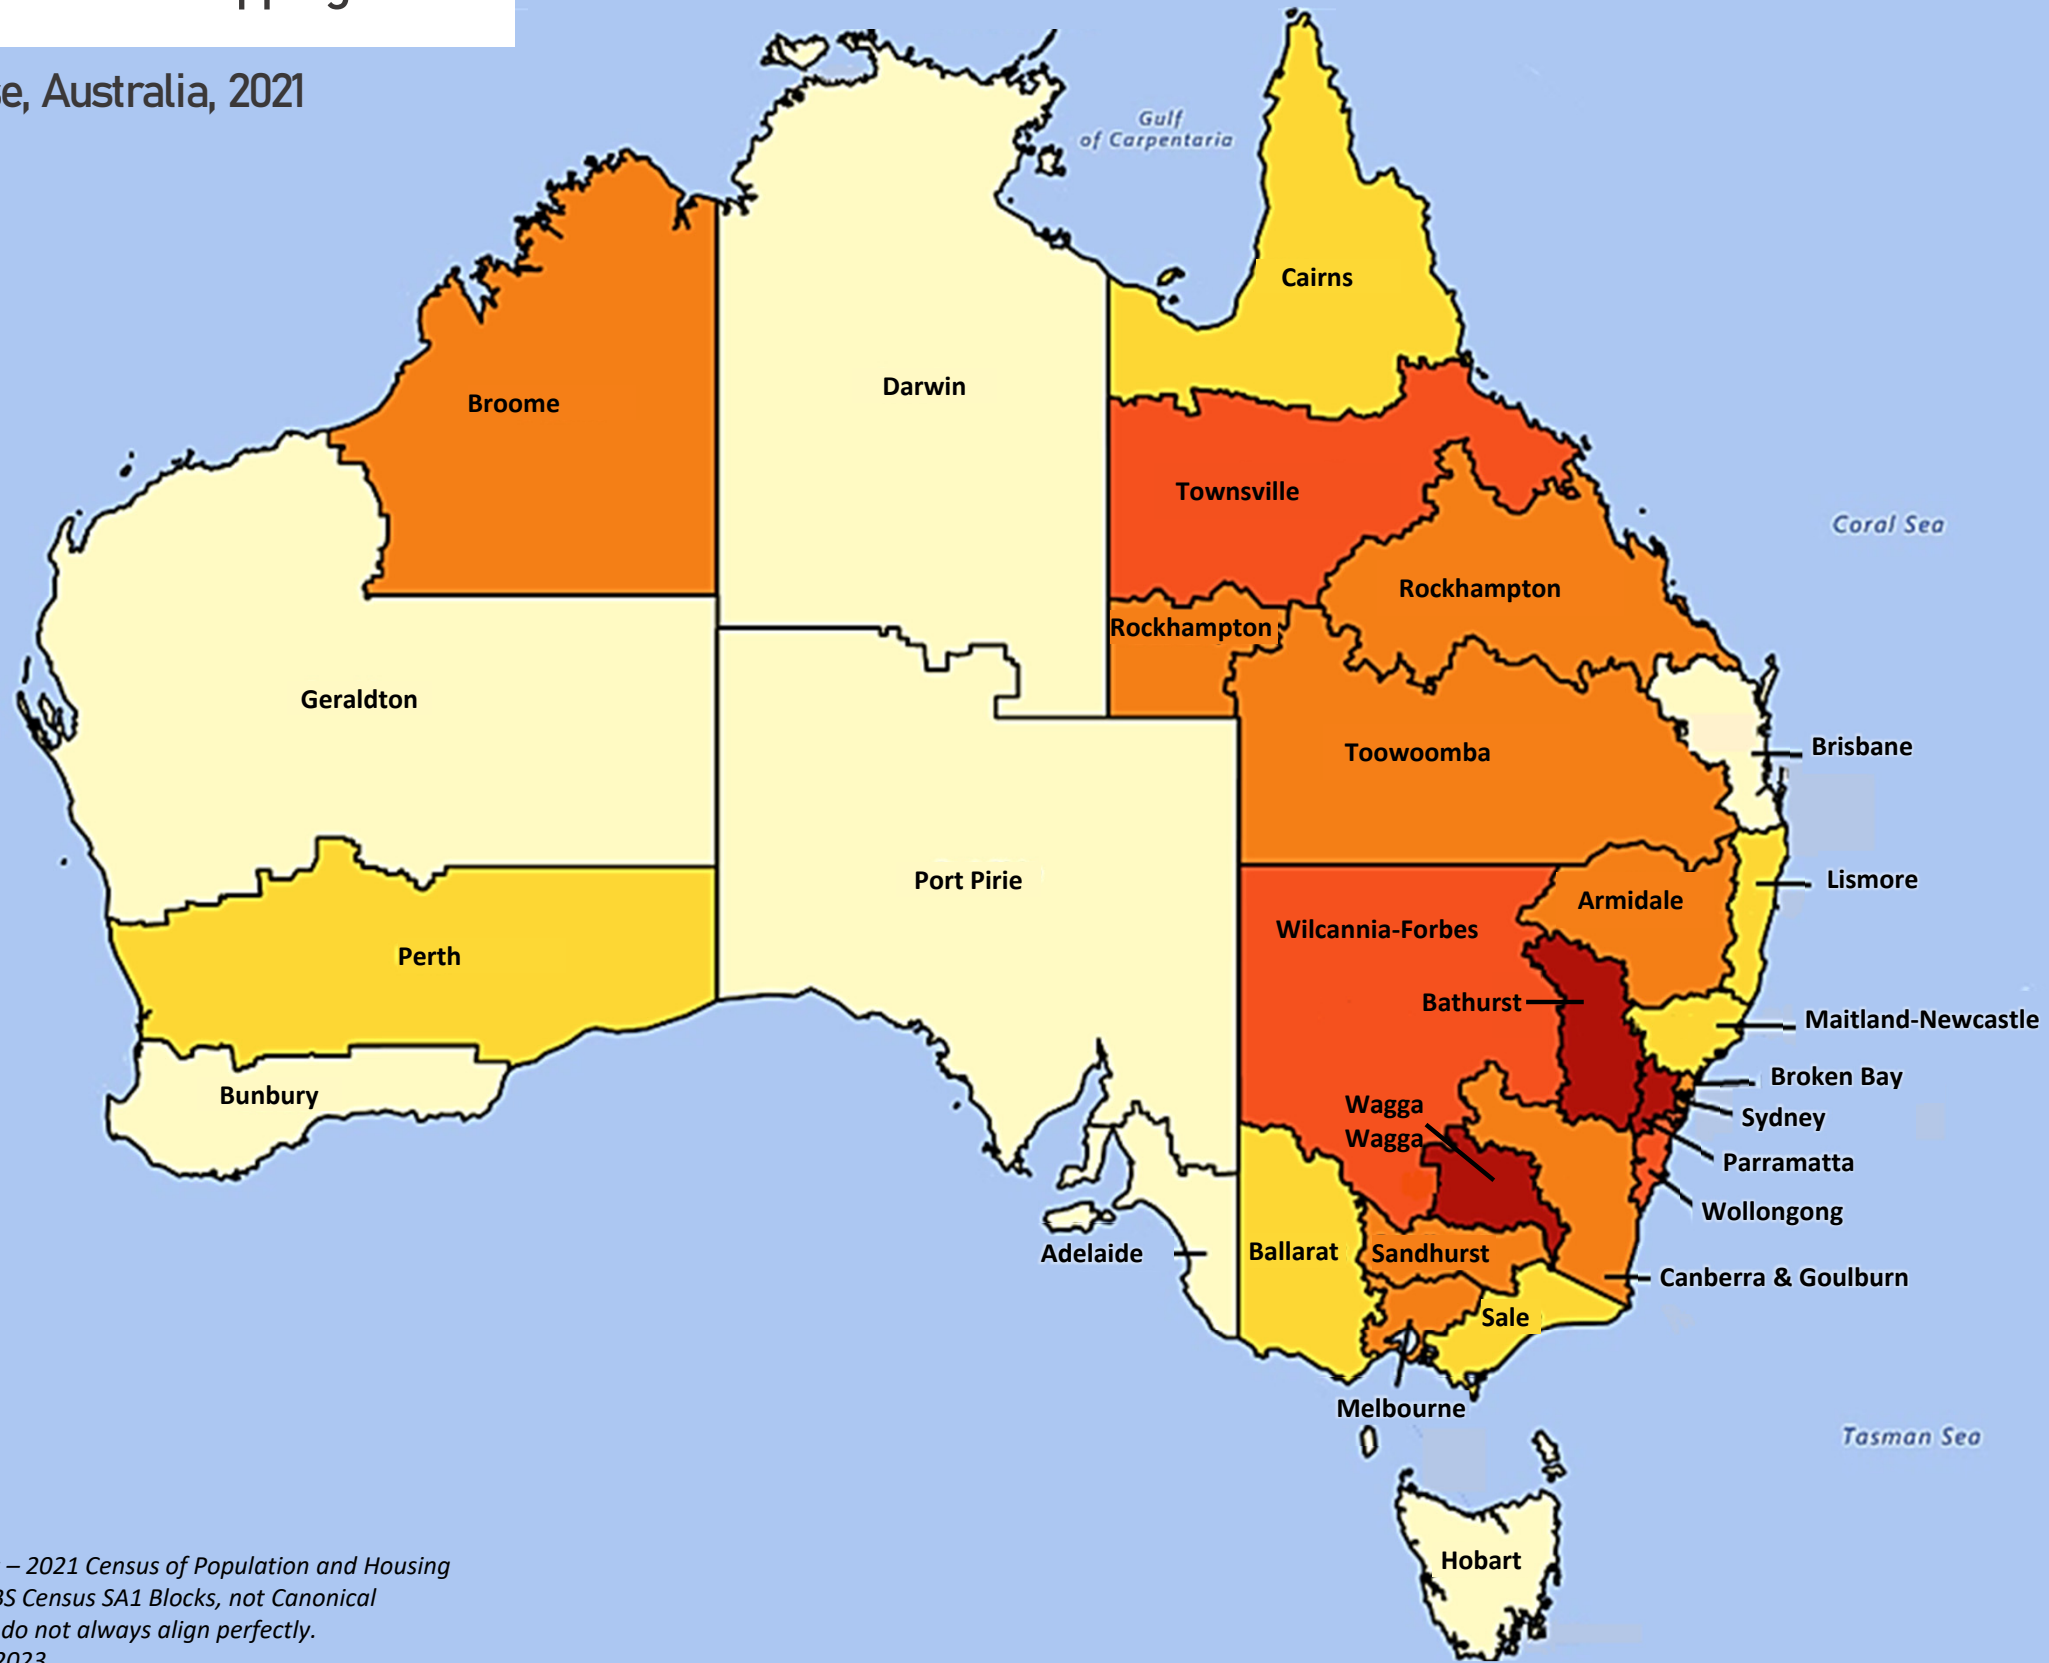 se, Australia, 2021
Gulf
of Carpentaria
Cairns
Darwin
Broome
Townsville
Coral Sea
Rockhampton
Rockhampton
Geraldton
Toowoomba
Brisbane
Port Pirie
Lismore
Armidale
Wilcannia-Forbes
Perth
Bathurst
Maitland-Newcastle
Broken Bay
Bunbury
Wagga
Wagga
Sydney
Parramatta
Wollongong
Adelaide
Ballarat
Sandhurst
Canberra & Goulburn
Sale
Melbourne
Tasman Sea
Hobart
– 2021 Census of Population and Housing
BS Census SA1 Blocks, not Canonical
do not always align perfectly.
2023